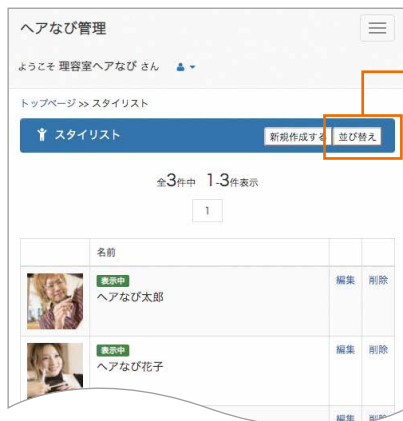 ヘアなび管理
ようこそ 理容室ヘアなび さん
トップページ >> スタイリスト
スタイリスト 新規作成する 並び替え
全3件中 1-3件表示
1
名前
表示中 編集 削除
ヘアなび太郎
表示中 編集 削除
ヘアなび花子
編集 削除